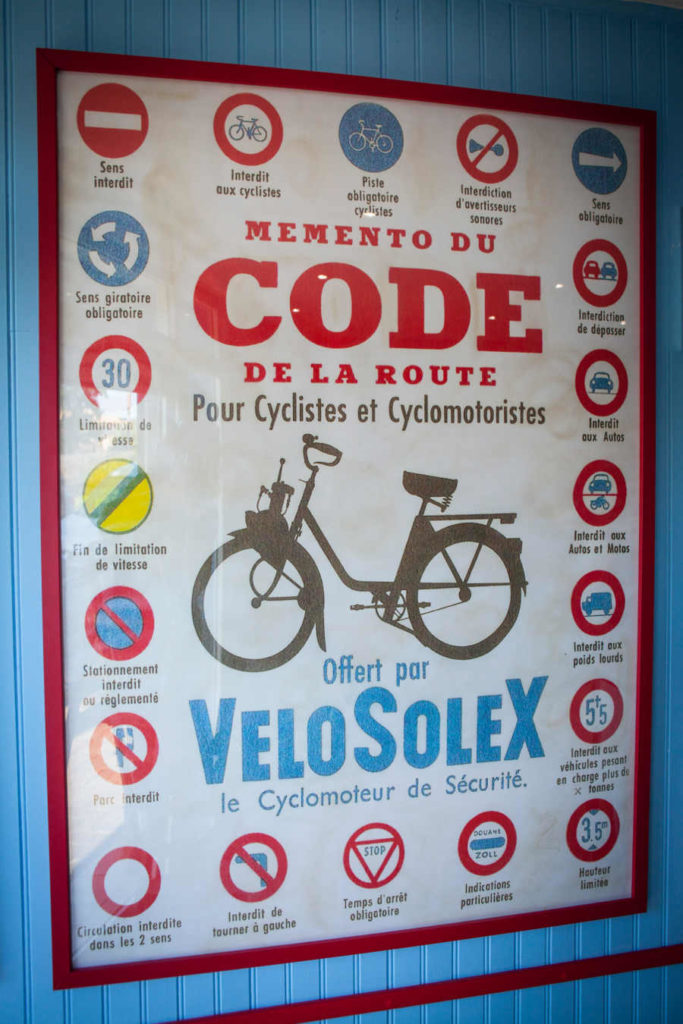 Sens
interdit
Interdit
aux cyclistes
Piste
obligatoire
cyclistes
Interdiction
d'avertisseurs
sonores
Sens
obligatoire
MEMENTO DU
CODE
DE LA ROUTE
Pour Cyclistes et Cyclomotoristes
Sens giratoire
obligatoire
30
Limitation de
vitesse
Fin de limitation
de vitesse
Stationnement
interdit
ou réglementé
Parc interdit
Circulation interdite
dans les 2 sens
Interdiction
de dépasser
Interdit
aux Autos
Interdit aux
Autos et Motos
Interdit aux
poids lourds
5t5
Interdit aux
véhicules pesant
en charge plus de
x tonnes
3.5m
Hauteur
limitée
Offert par
VELOSOLEX
le Cyclomoteur de Sécurité.
Interdit de
tourner à gauche
STOP
Temps d'arrêt
obligatoire
DOUANE
ZOLL
Indications
particulières